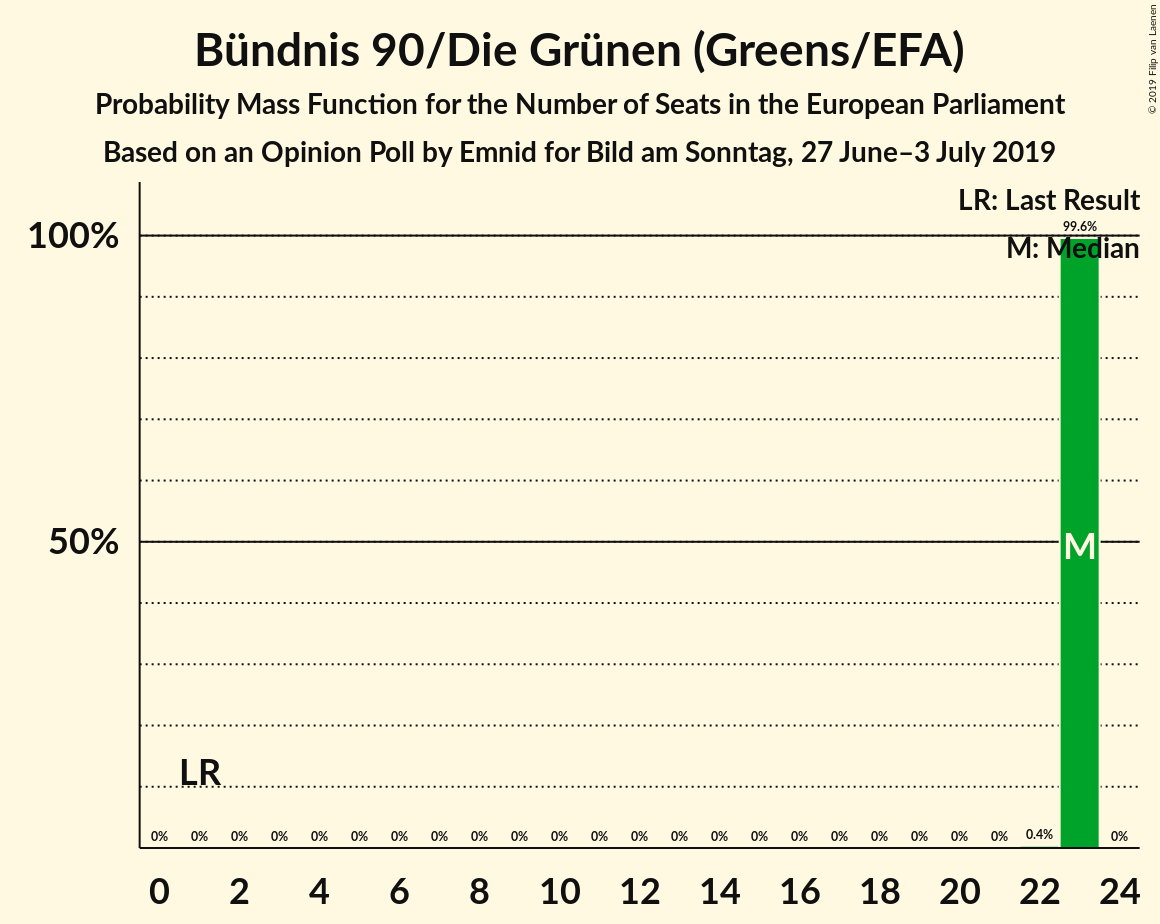 Bündnis 90/Die Grünen (Greens/EFA)
Probability Mass Function for the Number of Seats in the European Parliament
Based on an Opinion Poll by Emnid for Bild am Sonntag, 27 June–3 July 2019
© 2019 Filip van Laenen
LR: Last Result
99.6%
100%
M: Median
50%
M
LR
0% 0% 0% 0% 0% 0% 0% 0% 0% 0% 0% 0% 0% 0% 0% 0% 0% 0% 0% 0% 0% 0% 0.4% 0%
0 2 4 6 8 10 12 14 16 18 20 22 24